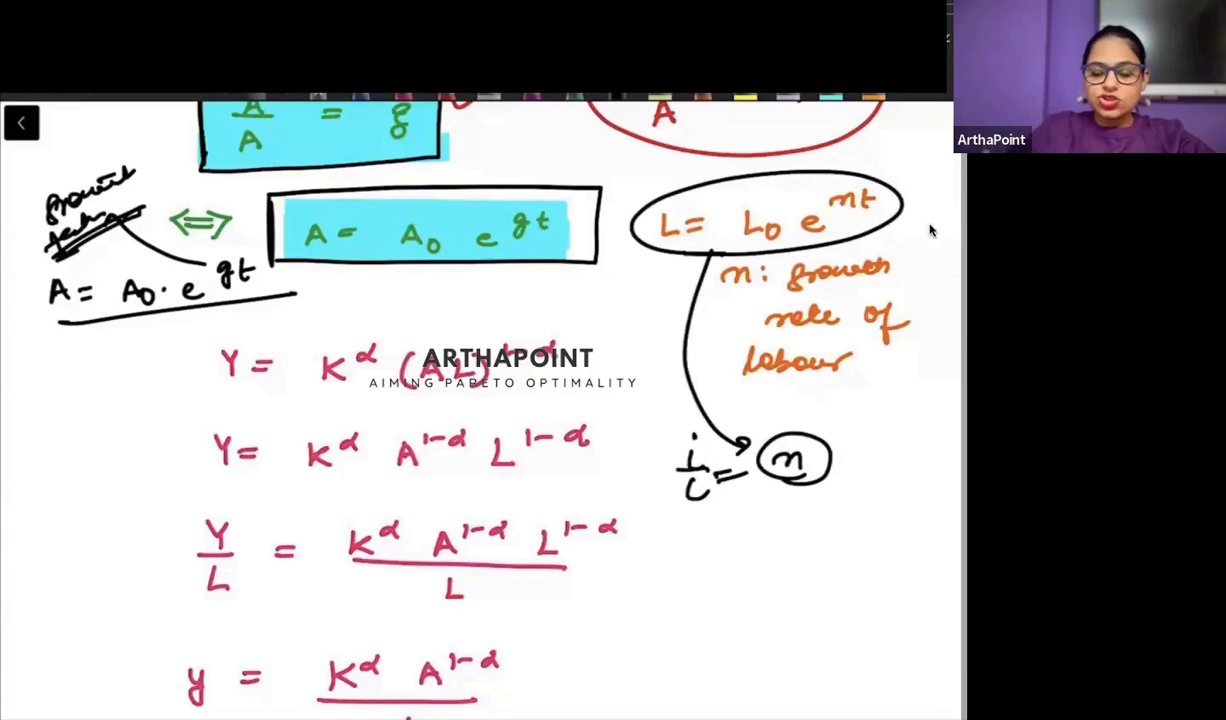 A/A = g
A
growth factor
⇔
A = A₀ e^gt
L = L₀ e^nt
A = A₀ · e^gt
n : growth
rate of
labour
Y = K^α (AL)^1-α
ARTHAPOINT
AIMING PARETO OPTIMALITY
Y = K^α A^1-α L^1-α
L̇/L = n
Y/L = K^α A^1-α L^1-α / L
y = K^α A^1-α
ArthaPoint